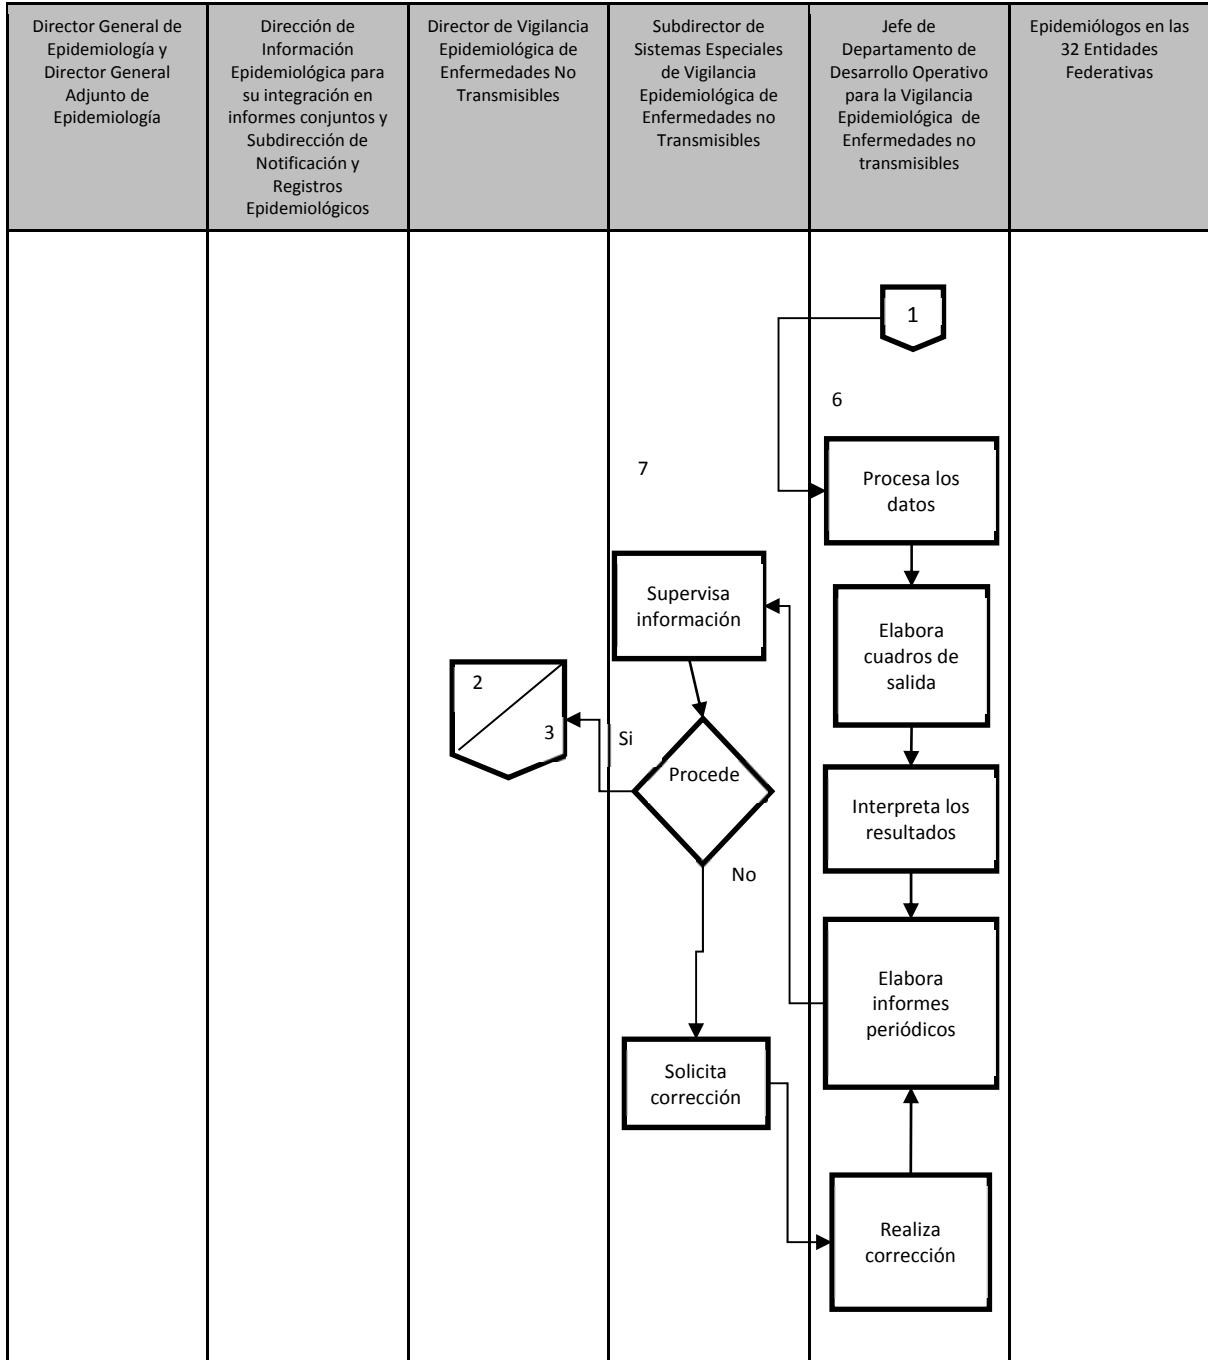 Director General de
Epidemiología y
Director General
Adjunto de
Epidemiología
Dirección de
Información
Epidemiológica para
su integración en
informes conjuntos y
Subdirección de
Notificación y
Registros
Epidemiológicos
Director de Vigilancia
Epidemiológica de
Enfermedades No
Transmisibles
Subdirector de
Sistemas Especiales
de Vigilancia
Epidemiológica de
Enfermedades no
Transmisibles
Jefe de
Departamento de
Desarrollo Operativo
para la Vigilancia
Epidemiológica de
Enfermedades no
transmisibles
Epidemiólogos en las
32 Entidades
Federativas
1
6
Procesa los
datos
Elabora
cuadros de
salida
Interpreta los
resultados
Elabora
informes
periódicos
7
Supervisa
información
Procede
Si
2
3
No
Solicita
corrección
Realiza
corrección